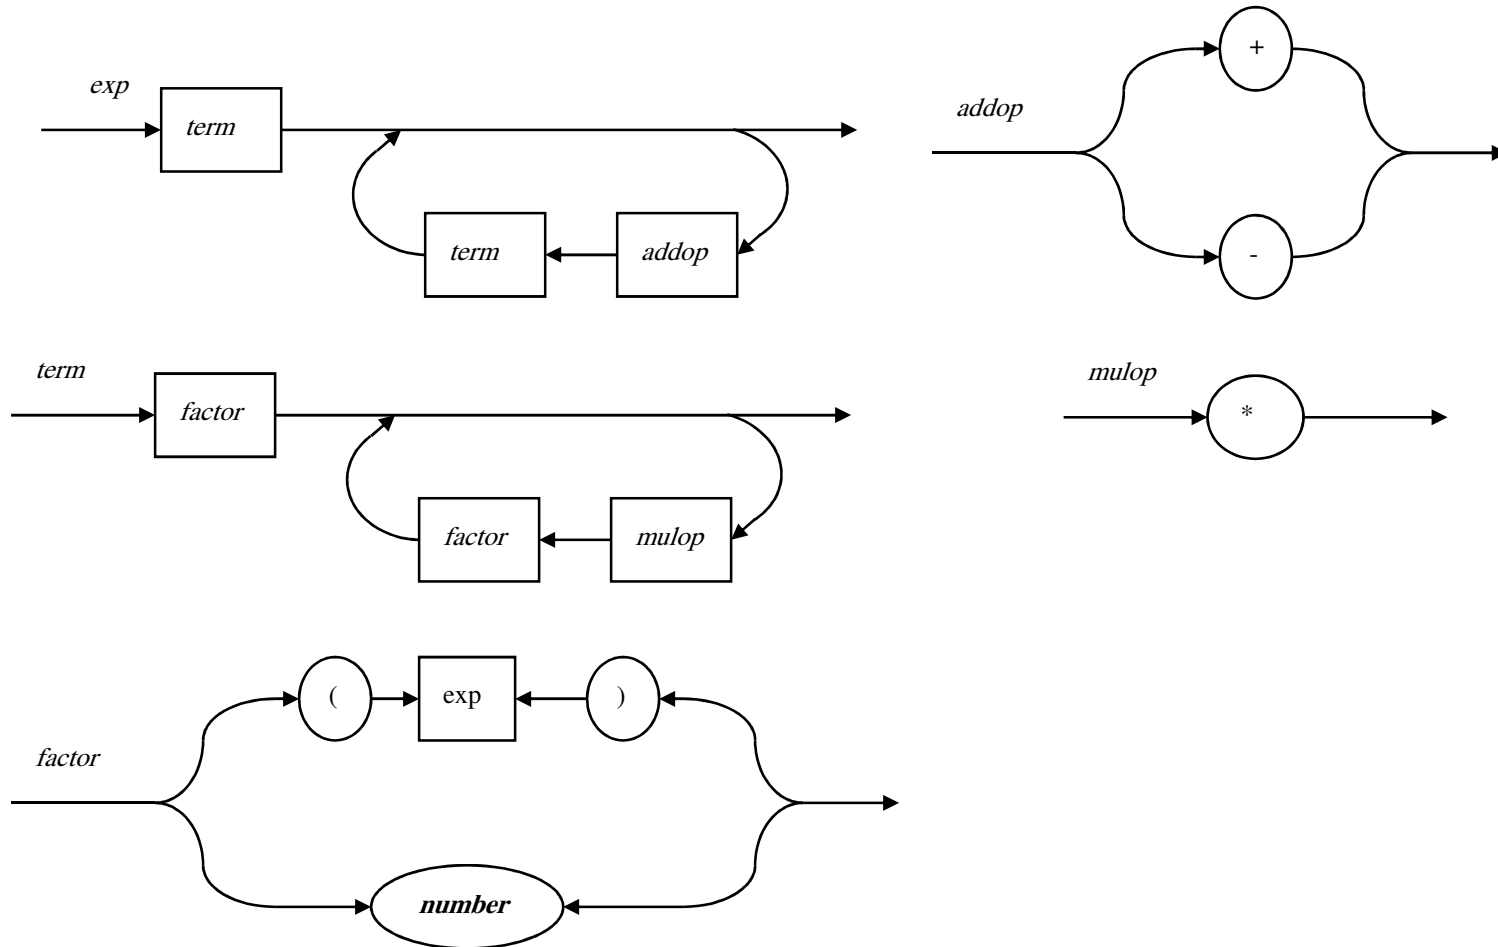 exp
term
term
addop
addop
+
-
term
factor
factor
mulop
mulop
*
factor
(
exp
)
number